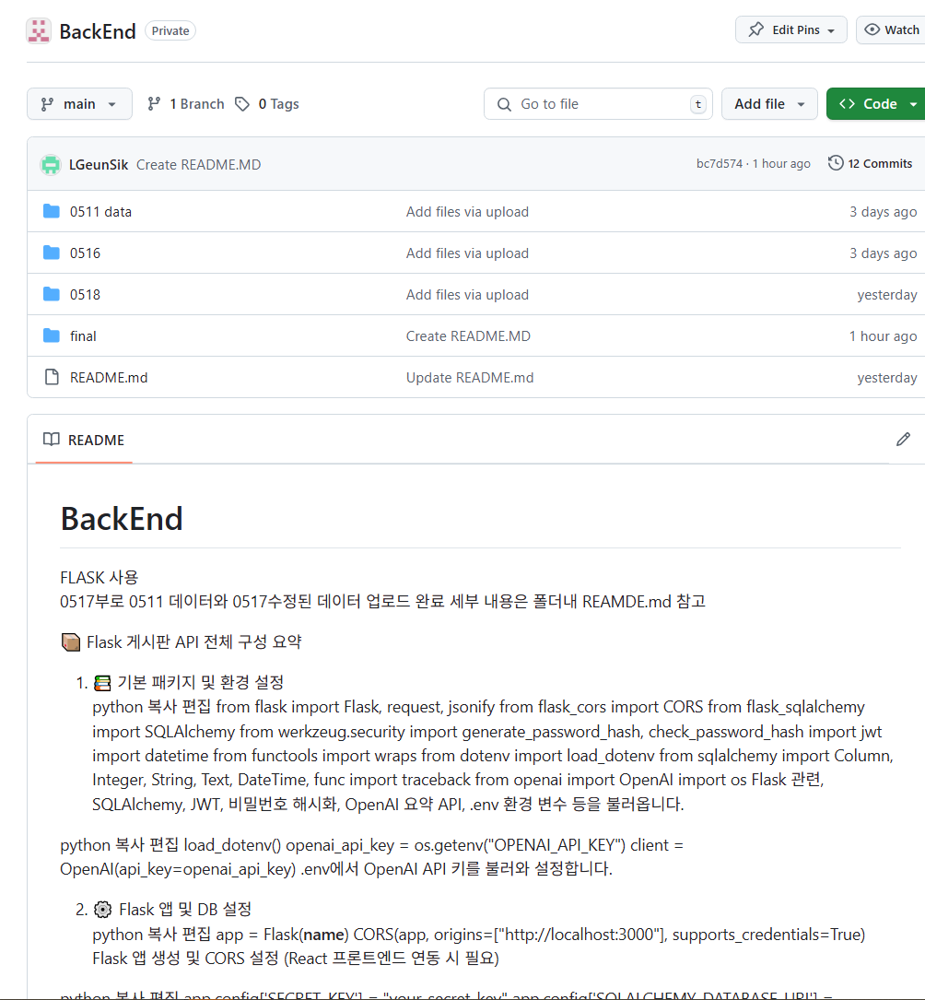 BackEnd Private Edit Pins Watch
main 1 Branch 0 Tags Go to file t Add file Code
LGeunSik Create README.MD bc7d574 · 1 hour ago 12 Commits
0511 data Add files via upload 3 days ago
0516 Add files via upload 3 days ago
0518 Add files via upload yesterday
final Create README.MD 1 hour ago
README.md Update README.md yesterday
README
BackEnd
FLASK 사용
0517부로 0511 데이터와 0517수정된 데이터 업로드 완료 세부 내용은 폴더내 REAMDE.md 참고
📦 Flask 게시판 API 전체 구성 요약
1. 📚 기본 패키지 및 환경 설정
python 복사 편집 from flask import Flask, request, jsonify from flask_cors import CORS from flask_sqlalchemy
import SQLAlchemy from werkzeug.security import generate_password_hash, check_password_hash import jwt
import datetime from functools import wraps from dotenv import load_dotenv from sqlalchemy import Column,
Integer, String, Text, DateTime, func import traceback from openai import OpenAI import os Flask 관련,
SQLAlchemy, JWT, 비밀번호 해시화, OpenAI 요약 API, .env 환경 변수 등을 불러옵니다.
python 복사 편집 load_dotenv() openai_api_key = os.getenv("OPENAI_API_KEY") client =
OpenAI(api_key=openai_api_key) .env에서 OpenAI API 키를 불러와 설정합니다.
2. ⚙️ Flask 앱 및 DB 설정
python 복사 편집 app = Flask(name) CORS(app, origins=["http://localhost:3000"], supports_credentials=True)
Flask 앱 생성 및 CORS 설정 (React 프론트엔드 연동 시 필요)
python 복사 편집 app.config['SECRET_KEY'] = "your_secret_key" app.config['SQLALCHEMY_DATABASE_URI'] =